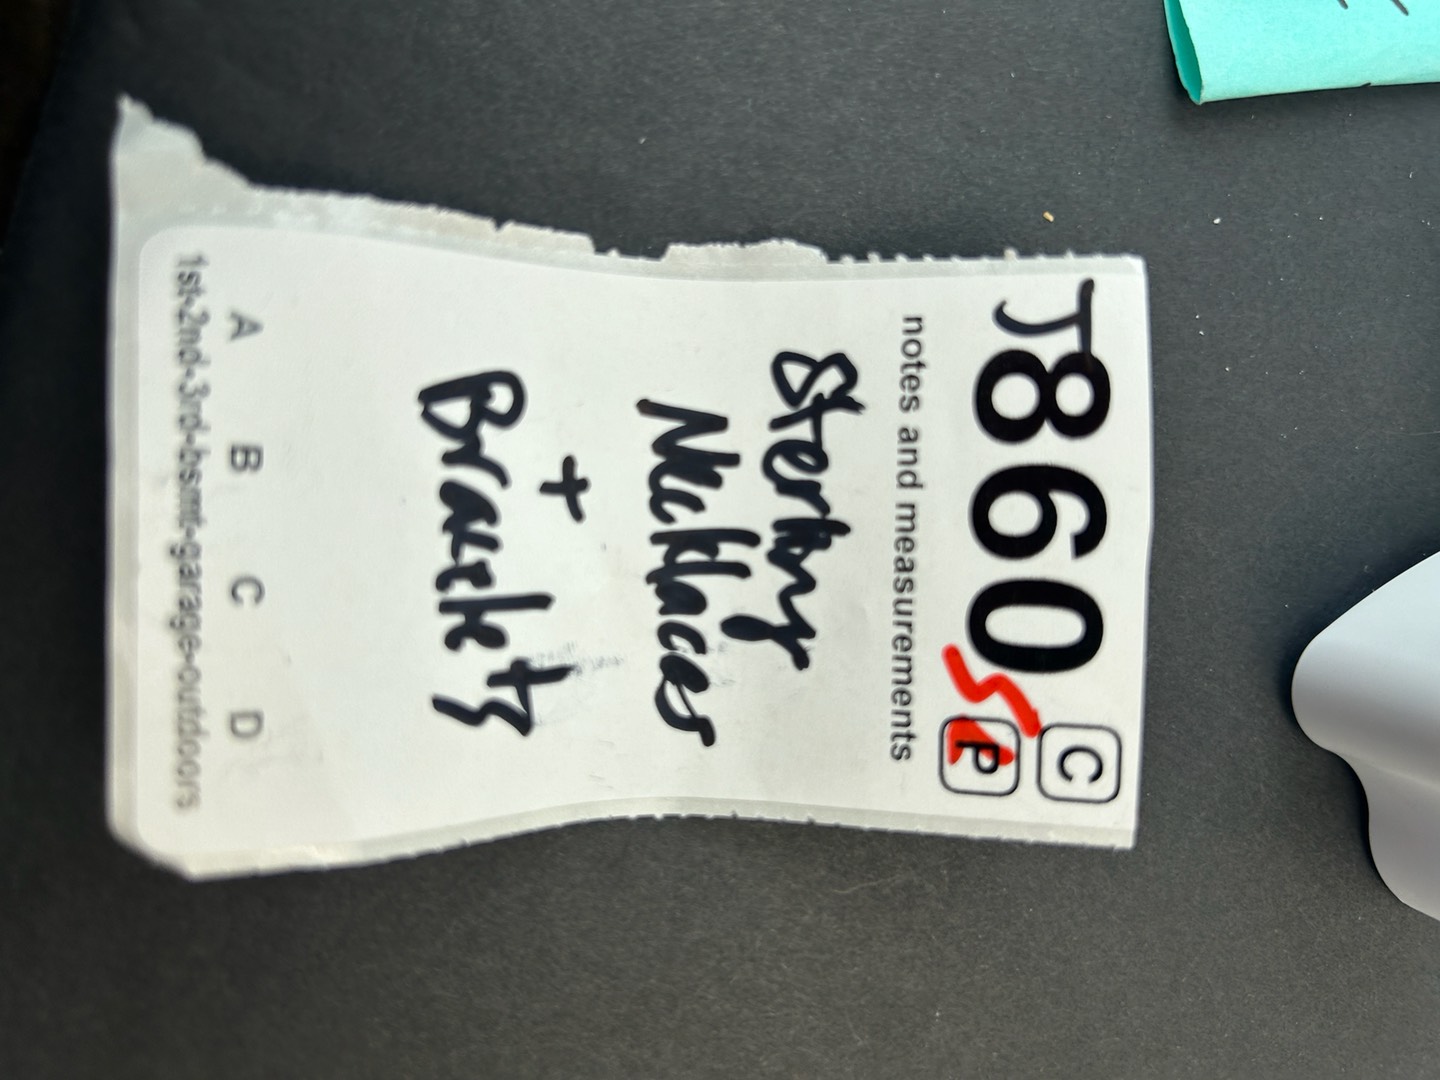 J860
C
P
notes and measurements
Sterling
Necklaces
+
Bracelets
A B C D
1st-2nd-3rd-bsmt-garage-outdoors